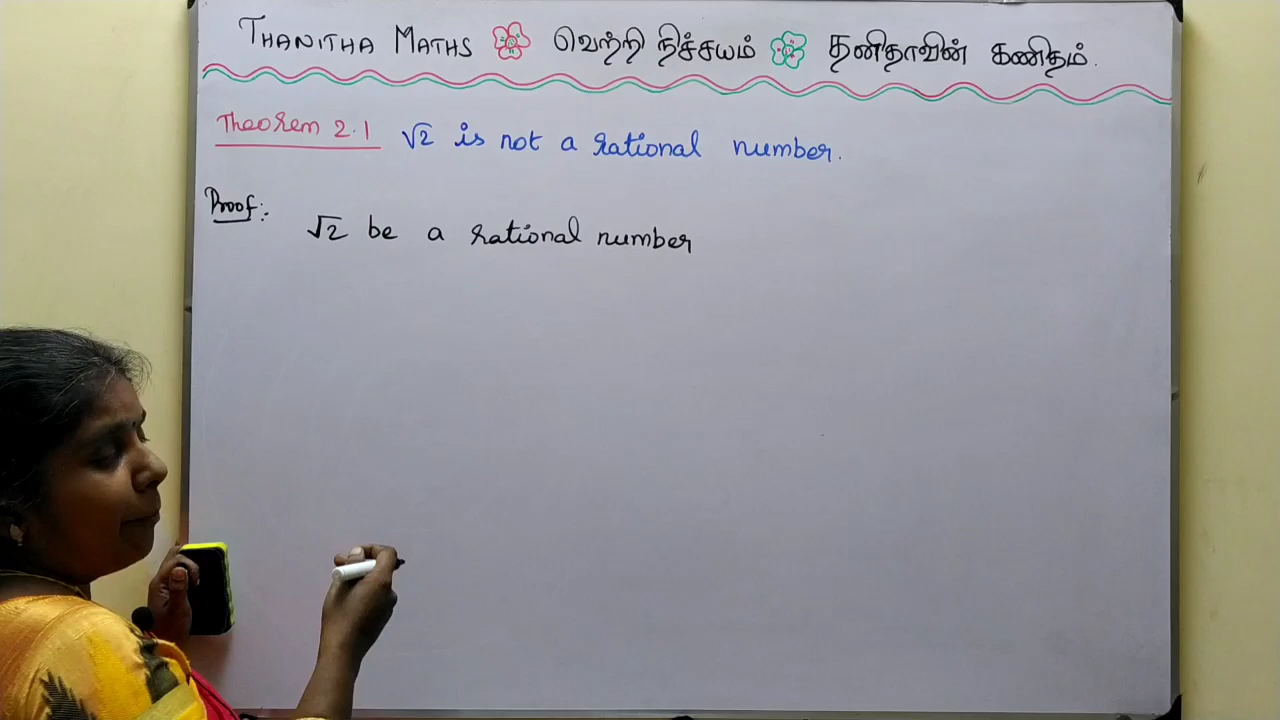 THANITHA MATHS வெற்றி நிச்சயம் தனிதாவின் கணிதம்.
Theorem 2.1 √2 is not a rational number.
Proof:
√2 be a rational number